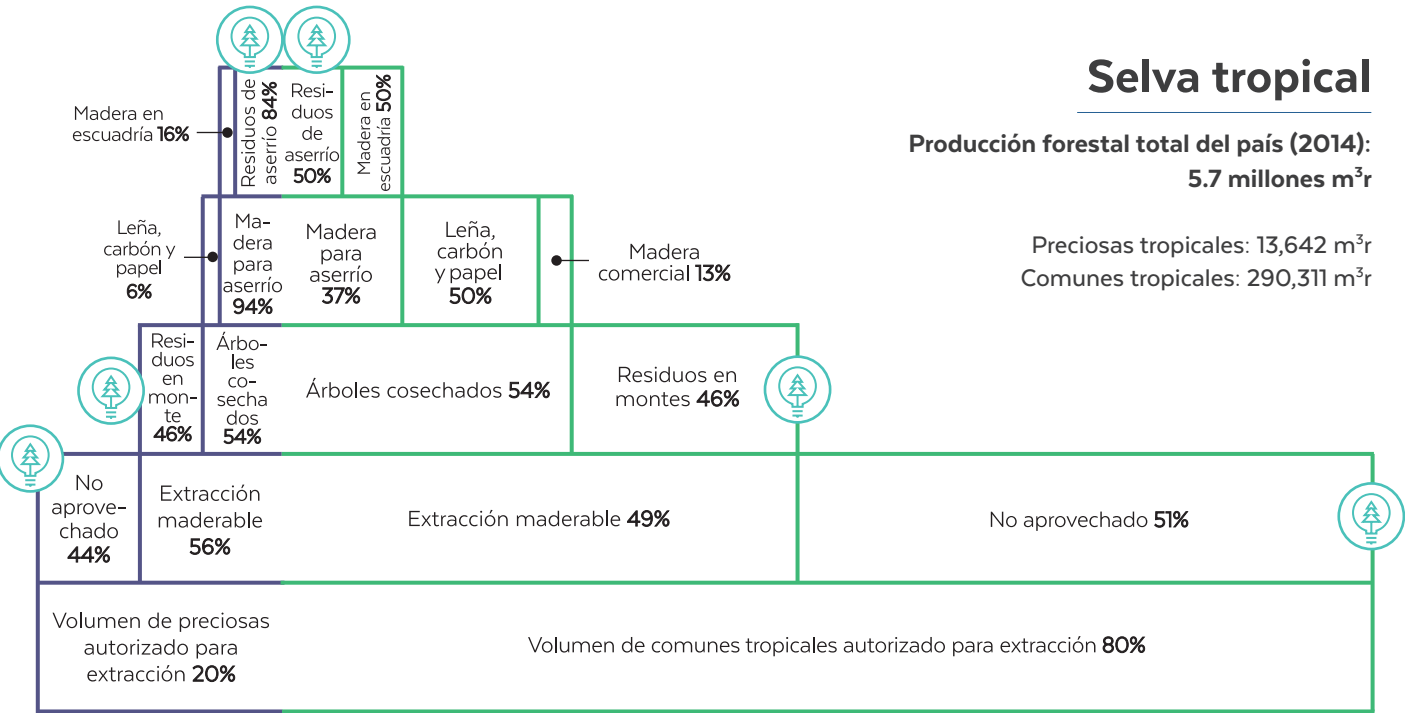 Selva tropical
Producción forestal total del país (2014):
5.7 millones m³r
Preciosas tropicales: 13,642 m³r
Comunes tropicales: 290,311 m³r
Madera en
escuadría 16%
Residuos de
aserrío 84%
Resi-
duos
de
aserrío
50%
Madera en
escuadría 50%
Leña,
carbón y
papel
6%
Ma-
dera
para
aserrío
94%
Madera
para
aserrío
37%
Leña,
carbón
y papel
50%
Madera
comercial 13%
Resi-
duos
en
mon-
te
46%
Árbo-
les
co-
secha
dos
54%
Árboles cosechados 54%
Residuos en
montes 46%
No
aprove-
chado
44%
Extracción
maderable
56%
Extracción maderable 49%
No aprovechado 51%
Volumen de preciosas
autorizado para
extracción 20%
Volumen de comunes tropicales autorizado para extracción 80%